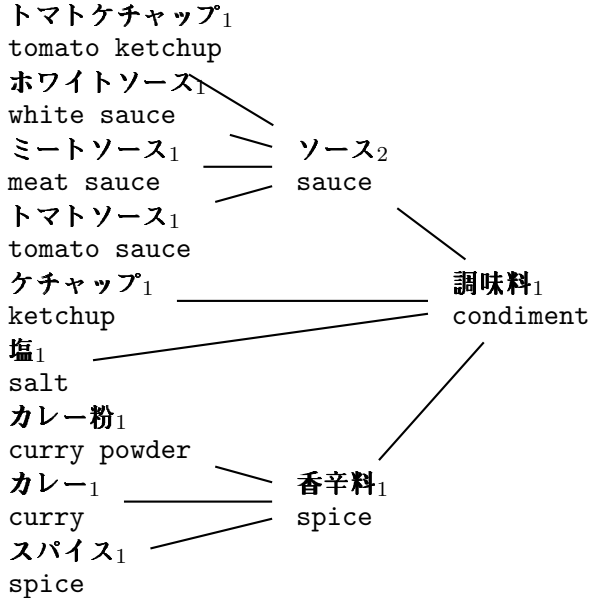 トマトケチャップ1
tomato ketchup
ホワイトソース1
white sauce
ミートソース1
meat sauce
トマトソース1
tomato sauce
ケチャップ1
ketchup
塩1
salt
カレー粉1
curry powder
カレー1
curry
スパイス1
spice
ソース2
sauce
香辛料1
spice
調味料1
condiment